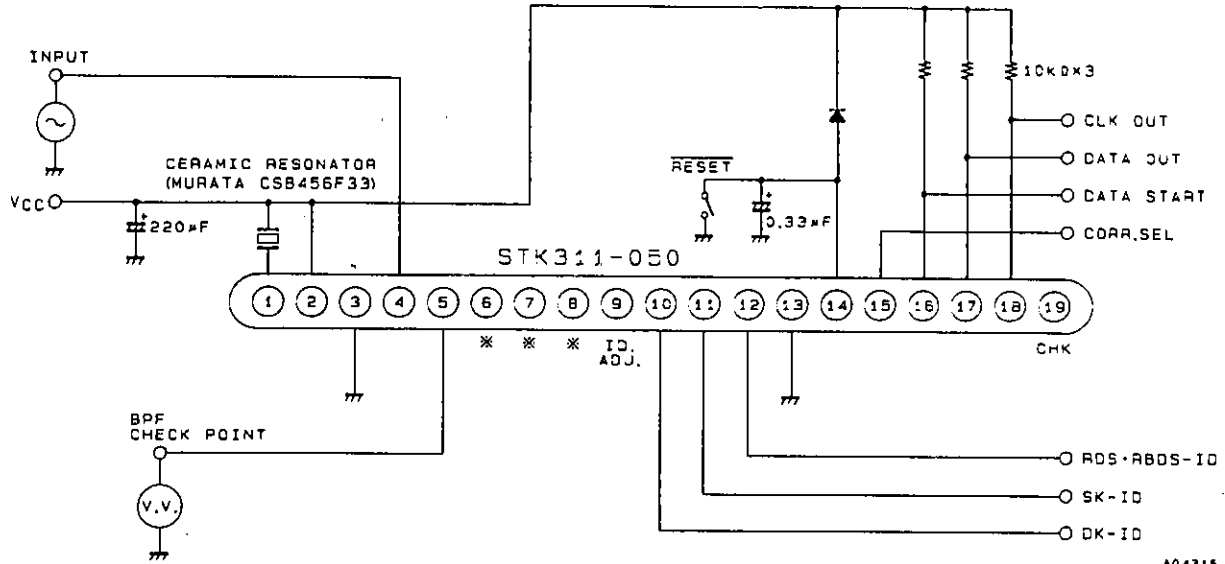 INPUT
10kΩ×3
CLK OUT
CERAMIC RESONATOR
(MURATA CSB456F33)
RESET
DATA OUT
VCC
DATA START
220μF
0.33μF
CORR.SEL
STK311-050
1 2 3 4 5 6 7 8 9 10 11 12 13 14 15 16 17 18 19
※ ※ ※ ID.
ADJ.
CHK
BPF
CHECK POINT
RDS·RBDS-ID
V.V.
SK-ID
DK-ID
A04315